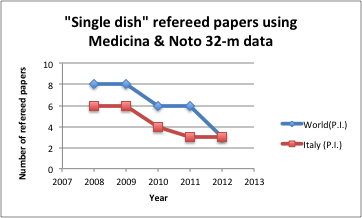 "Single dish" refereed papers using
Medicina & Noto 32-m data
Number of refereed papers
10
8
6
4
2
0
2007 2008 2009 2010 2011 2012 2013
Year
World(P.I.)
Italy (P.I.)